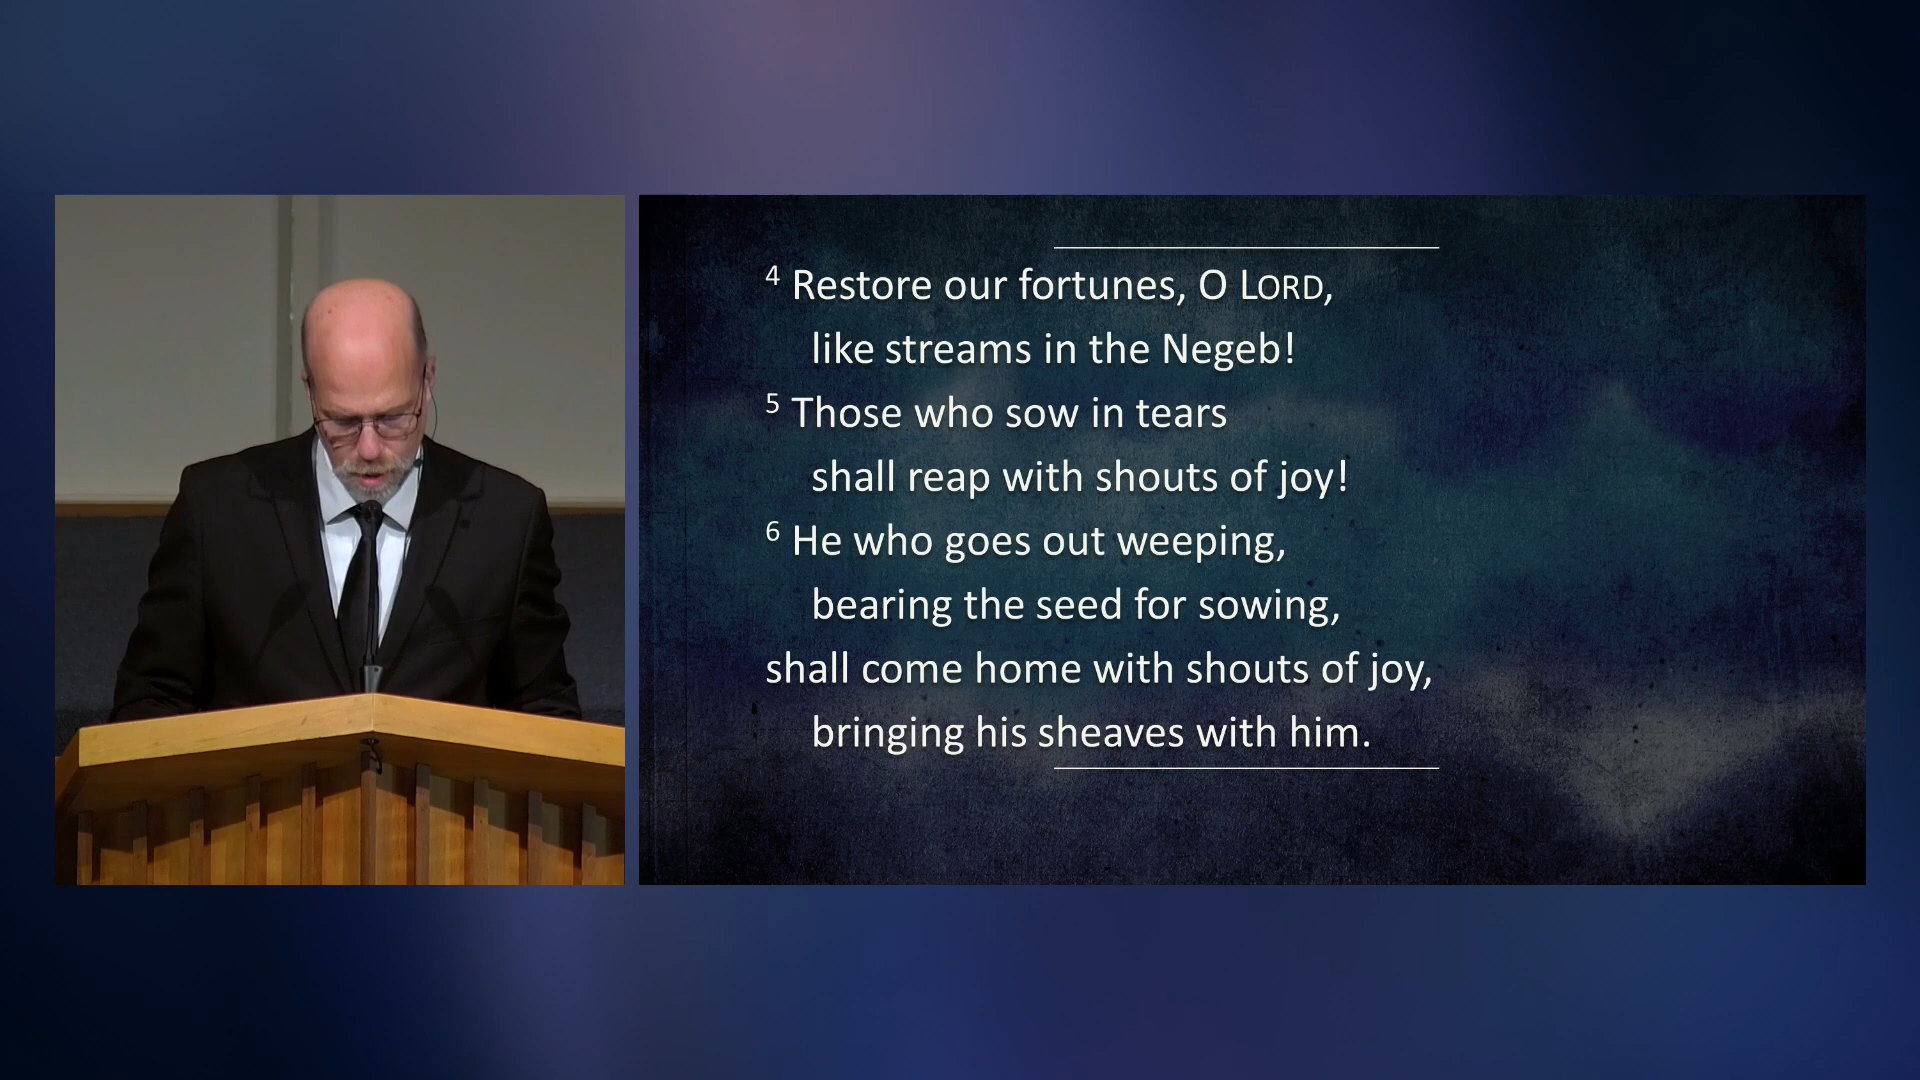 4 Restore our fortunes, O LORD,
like streams in the Negeb!
5 Those who sow in tears
shall reap with shouts of joy!
6 He who goes out weeping,
bearing the seed for sowing,
shall come home with shouts of joy,
bringing his sheaves with him.